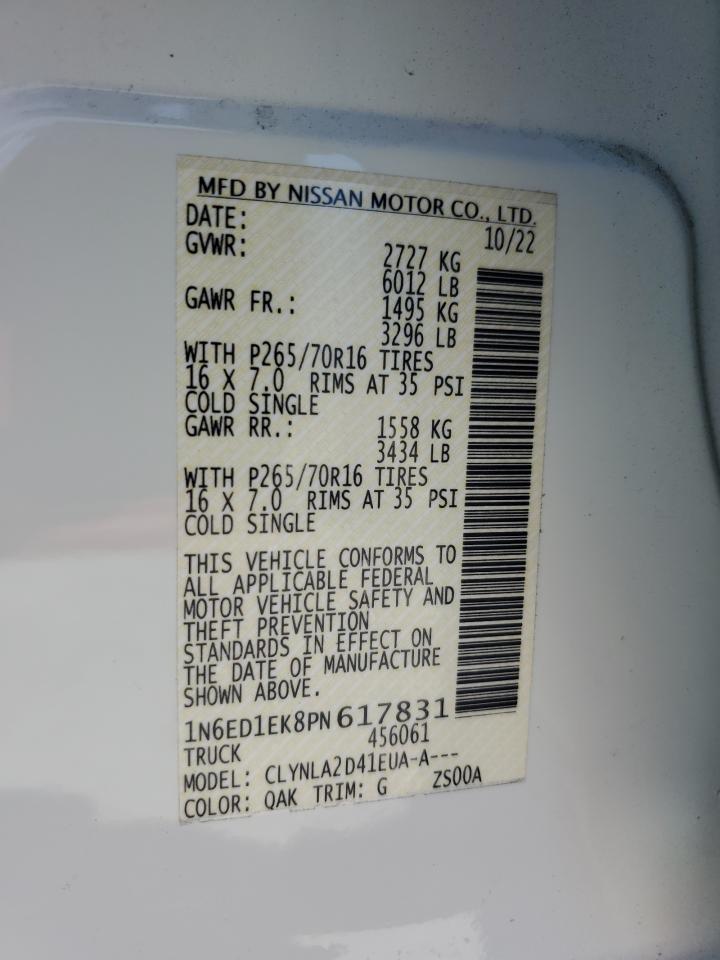 MFD BY NISSAN MOTOR CO., LTD.
DATE: 10/22
GVWR: 2727 KG
6012 LB
GAWR FR.: 1495 KG
3296 LB
WITH P265/70R16 TIRES
16 X 7.0 RIMS AT 35 PSI
COLD SINGLE
GAWR RR.: 1558 KG
3434 LB
WITH P265/70R16 TIRES
16 X 7.0 RIMS AT 35 PSI
COLD SINGLE
THIS VEHICLE CONFORMS TO
ALL APPLICABLE FEDERAL
MOTOR VEHICLE SAFETY AND
THEFT PREVENTION
STANDARDS IN EFFECT ON
THE DATE OF MANUFACTURE
SHOWN ABOVE.
1N6ED1EK8PN617831
TRUCK 456061
MODEL: CLYNLA2D41EUA-A---
COLOR: QAK TRIM: G ZS00A